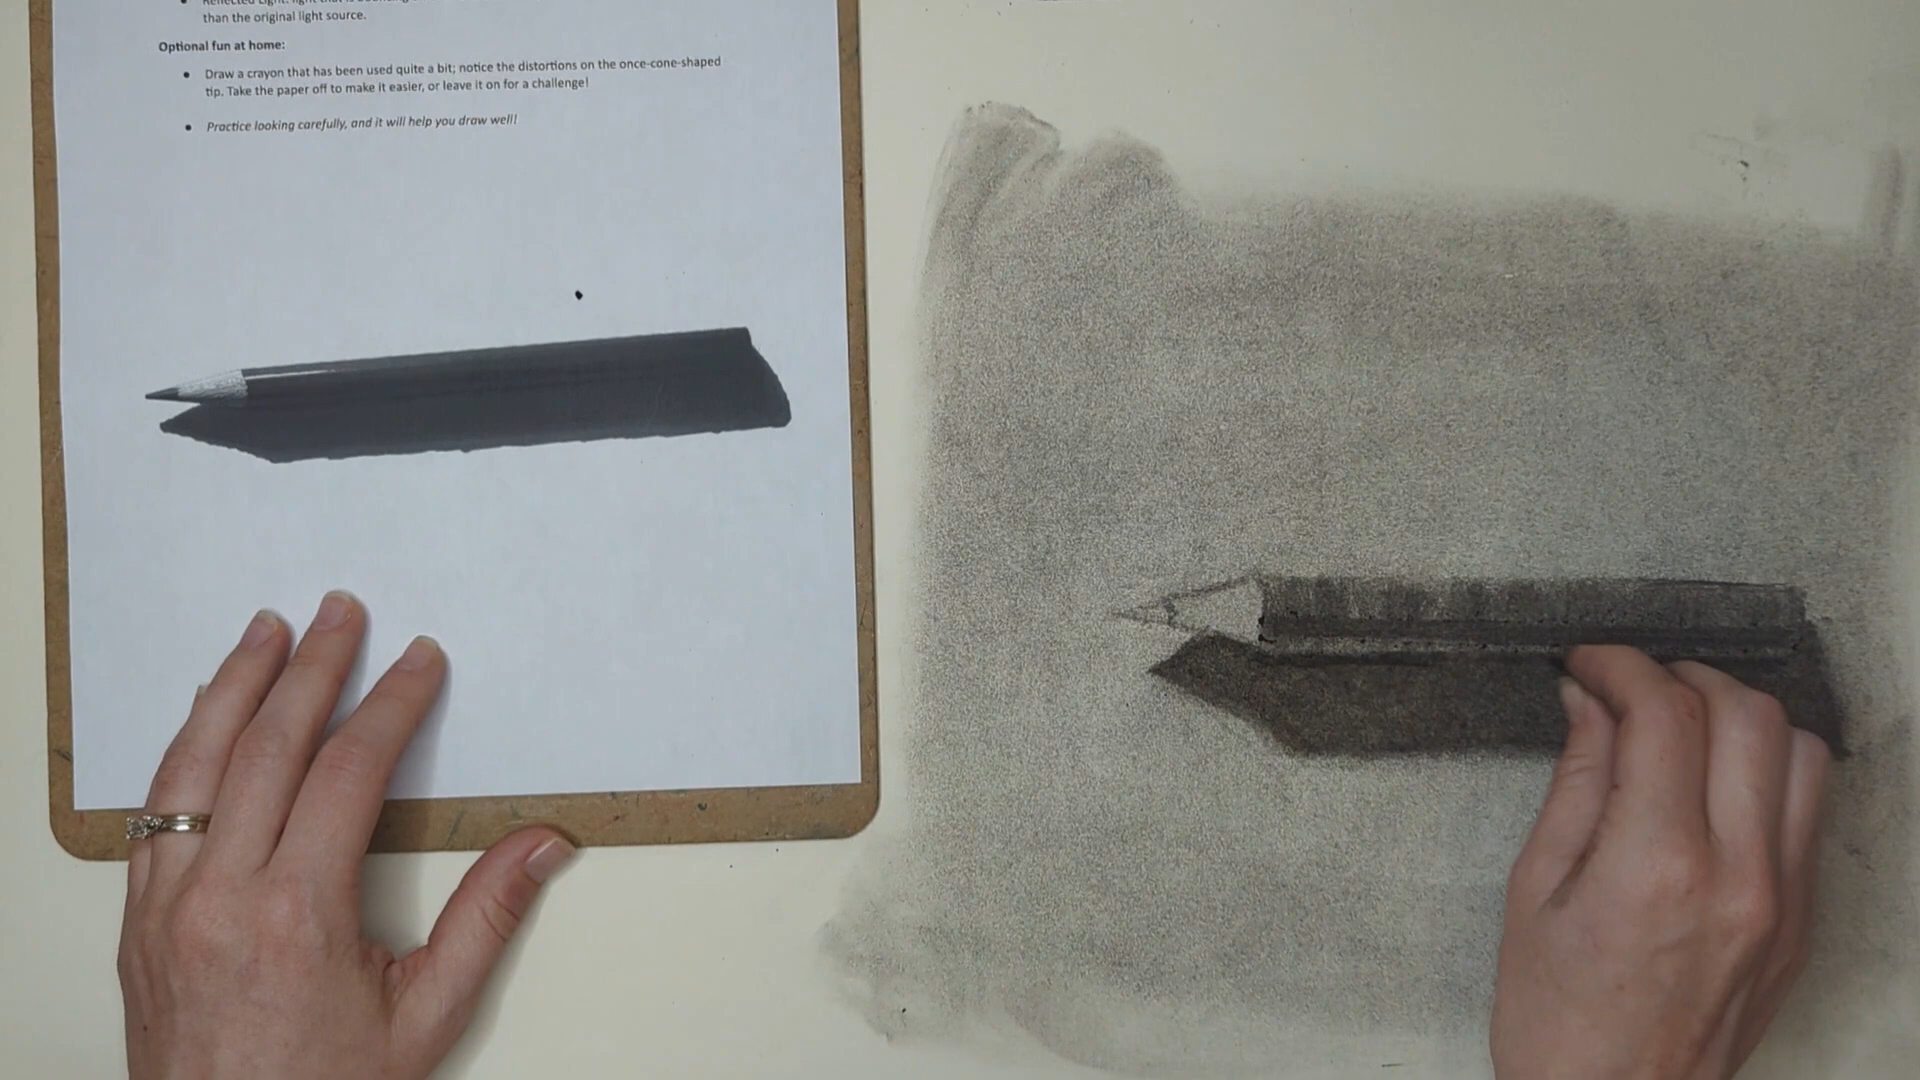 than the original light source.
Optional fun at home:
• Draw a crayon that has been used quite a bit; notice the distortions on the once-cone-shaped
tip. Take the paper off to make it easier, or leave it on for a challenge!
• Practice looking carefully, and it will help you draw well!